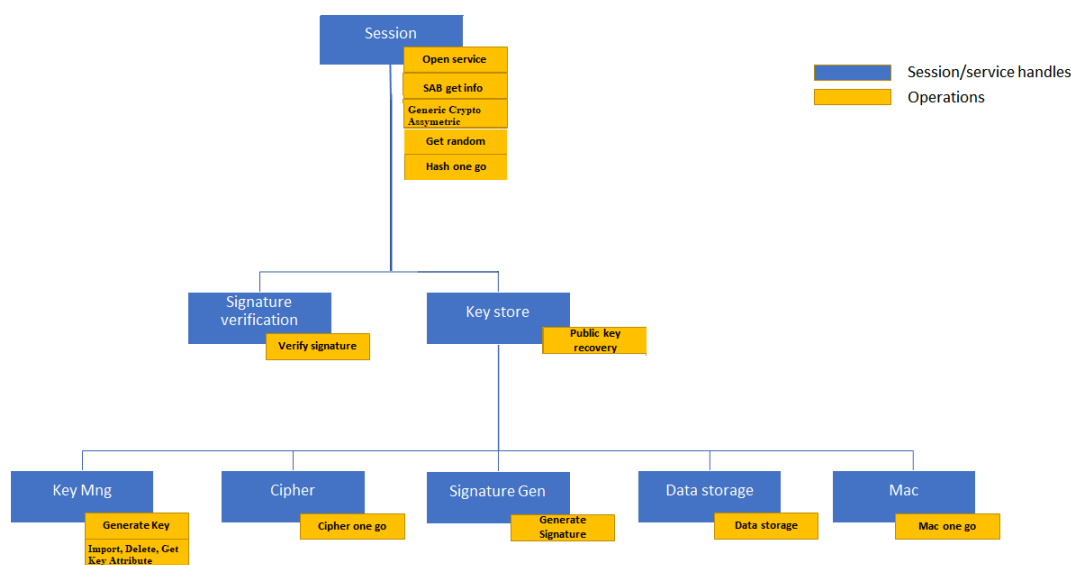 Session
Open service
SAB get info
Generic Crypto
Assymetric
Get random
Hash one go
Session/service handles
Operations
Signature
verification
Verify signature
Key store
Public key
recovery
Key Mng
Generate Key
Import, Delete, Get
Key Attribute
Cipher
Cipher one go
Signature Gen
Generate
Signature
Data storage
Data storage
Mac
Mac one go